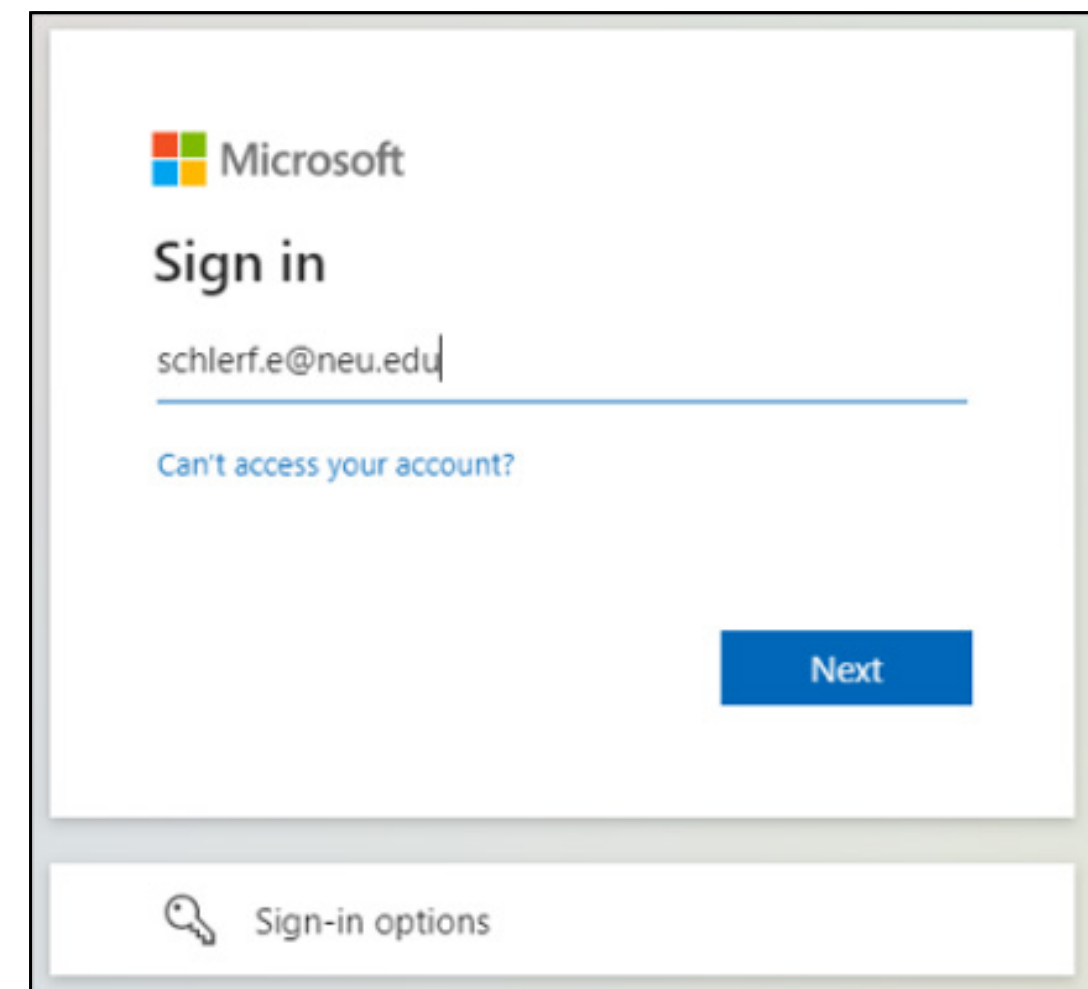 Microsoft
Sign in
schlerf.e@neu.edu
Can't access your account?
Next
Sign-in options